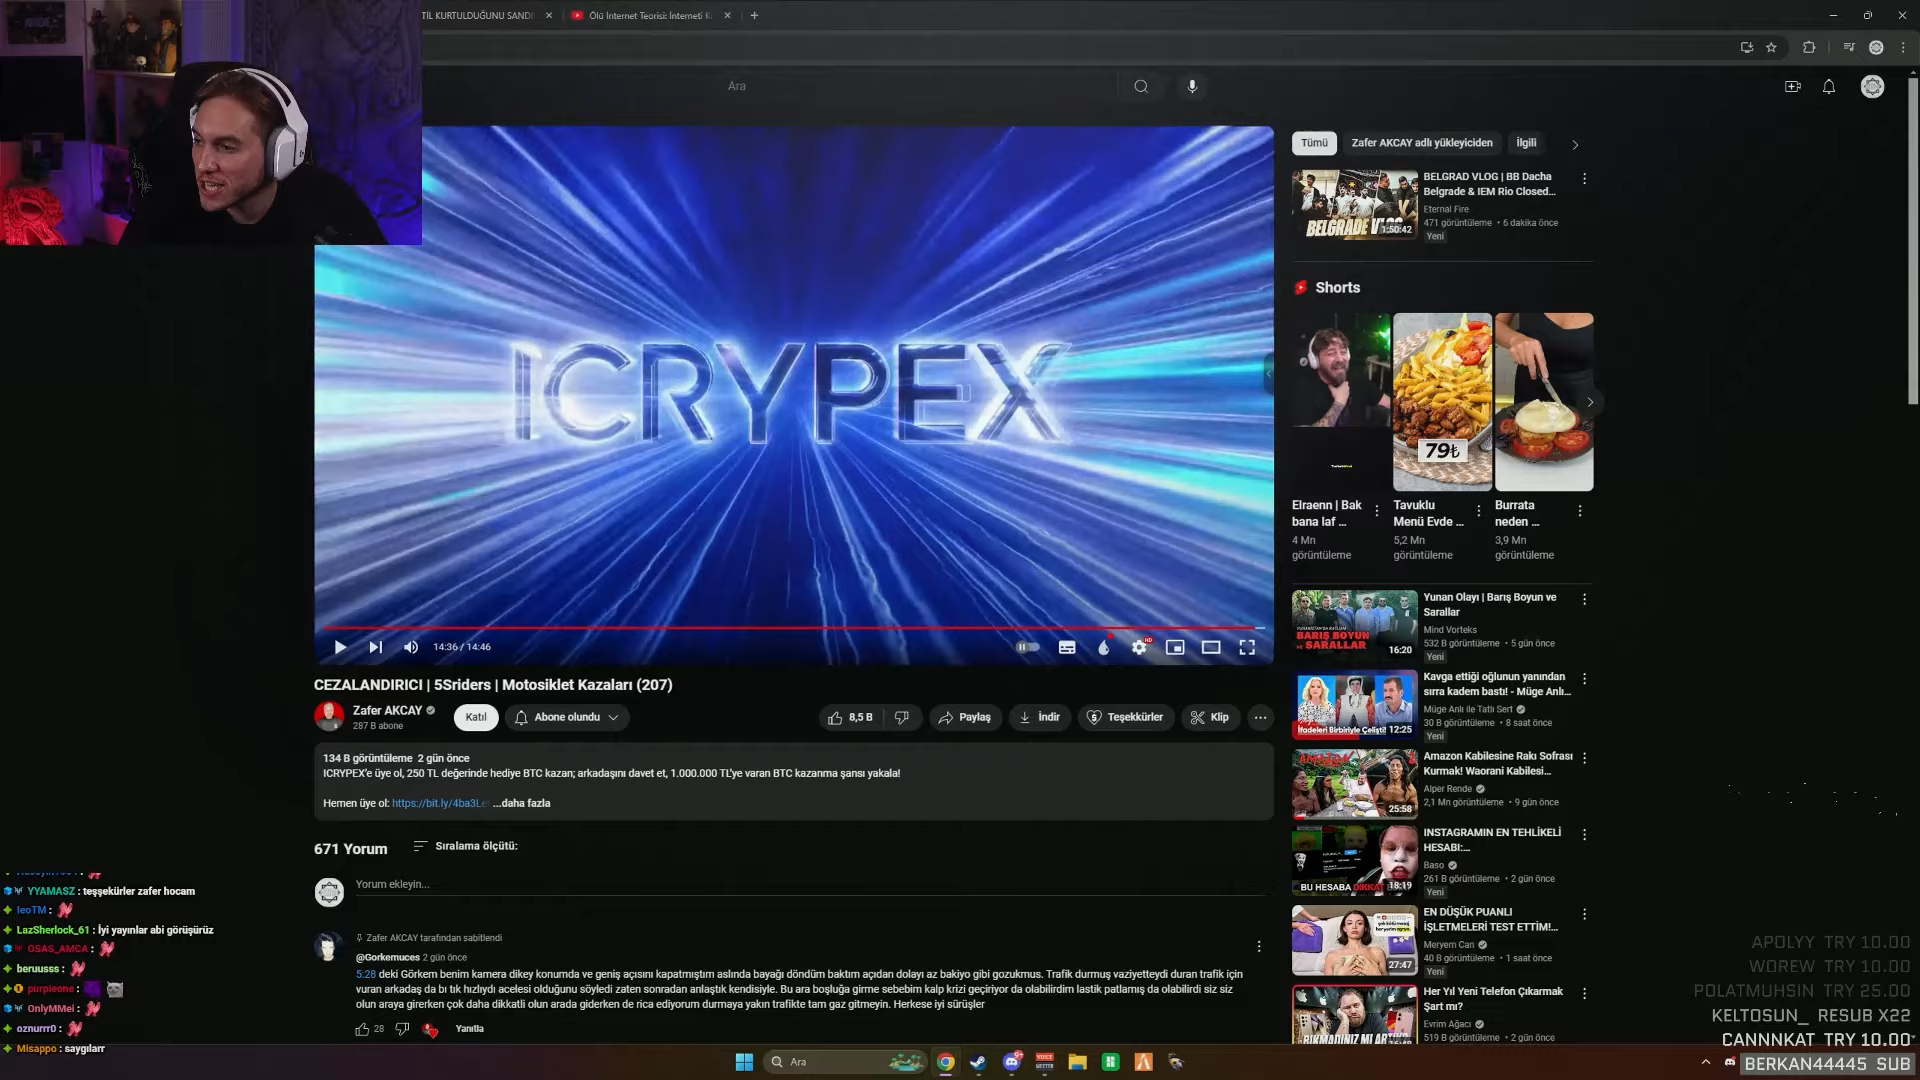 TİL KURTULDUĞUNU SANDI
Ölü İnternet Teorisi: İnterneti K
Ara
ICRYPEX
14:36 / 14:46
CEZALANDIRICI | 5Sriders | Motosiklet Kazaları (207)
Zafer AKCAY
287 B abone
Katıl
Abone olundu
8,5 B
Paylaş
İndir
Teşekkürler
Klip
134 B görüntüleme 2 gün önce
ICRYPEX'e üye ol, 250 TL değerinde hediye BTC kazan; arkadaşını davet et, 1.000.000 TL'ye varan BTC kazanma şansı yakala!
Hemen üye ol: https://bit.ly/4ba3Le ...daha fazla
671 Yorum
Sıralama ölçütü:
Yorum ekleyin...
Zafer AKCAY tarafından sabitlendi
@Gorkemuces 2 gün önce
5:28 deki Görkem benim kamera dikey konumda ve geniş açısını kapatmıştım aslında bayağı döndüm baktım açıdan dolayı az bakiyo gibi gozukmus. Trafik durmuş vaziyetteydi duran trafik için
vuran arkadaş da bı tık hızlıydı acelesi olduğunu söyledi zaten sonradan anlaştık kendisiyle. Bu ara boşluğa girme sebebim kalp krizi geçiriyor da olabilirdim lastik patlamış da olabilirdi siz siz
olun araya girerken çok daha dikkatli olun arada giderken de rica ediyorum durmaya yakın trafikte tam gaz gitmeyin. Herkese iyi sürüşler
28
Yanıtla
Tümü
Zafer AKCAY adlı yükleyiciden
İlgili
BELGRADE V
1:50:42
BELGRAD VLOG | BB Dacha
Belgrade & IEM Rio Closed...
Eternal Fire
471 görüntüleme • 6 dakika önce
Yeni
Shorts
79₺
Elraenn | Bak
bana laf ...
4 Mn
görüntüleme
Tavuklu
Menü Evde ...
5,2 Mn
görüntüleme
Burrata
neden ...
3,9 Mn
görüntüleme
BARIŞ BOYUN
VE SARALLAR
16:20
Yunan Olayı | Barış Boyun ve
Sarallar
Mind Vorteks
532 B görüntüleme • 5 gün önce
Yeni
İfadeleri Birbiriyle Çelişti!
12:25
Kavga ettiği oğlunun yanından
sırra kadem bastı! - Müge Anlı...
Müge Anlı ile Tatlı Sert
30 B görüntüleme • 8 saat önce
Yeni
25:58
Amazon Kabilesine Rakı Sofrası
Kurmak! Waorani Kabilesi...
Alper Rende
2,1 Mn görüntüleme • 9 gün önce
BU HESABA DİKKAT
18:19
INSTAGRAMIN EN TEHLİKELİ
HESABI:...
Baso
261 B görüntüleme • 2 gün önce
Yeni
27:47
EN DÜŞÜK PUANLI
İŞLETMELERİ TEST ETTİM!...
Meryem Can
40 B görüntüleme • 1 saat önce
Yeni
Her Yıl Yeni Telefon Çıkarmak
Şart mı?
Evrim Ağacı
519 B görüntüleme • 2 gün önce
YYAMASZ : teşşekürler zafer hocam
leoTM :
LazSherlock_61 : İyi yayınlar abi görüşürüz
OSAS_AMCA :
beruusss :
purpieone :
OnlyMMei :
oznurrr0 :
Misappo : saygılarr
APOLYY TRY 10.00
WOREW TRY 10.00
POLATMUHSIN TRY 25.00
KELTOSUN_ RESUB X22
CANNNKAT TRY 10.00
BERKAN44445 SUB
Ara